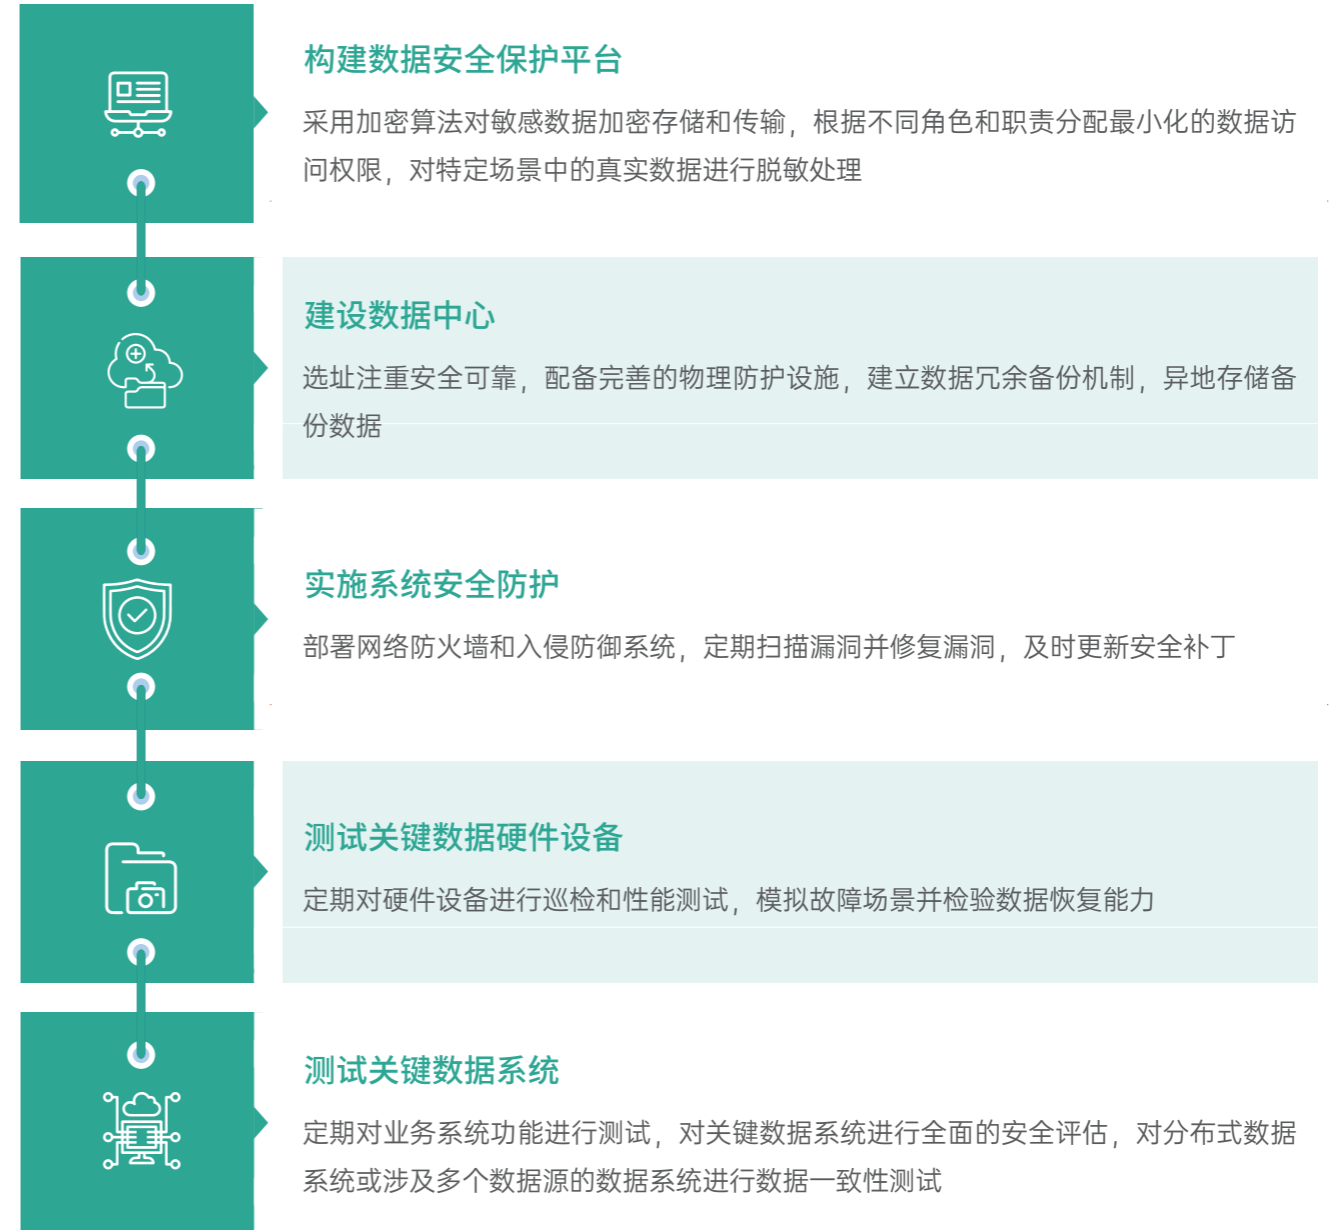 构建数据安全保护平台
采用加密算法对敏感数据加密存储和传输，根据不同角色和职责分配最小化的数据访
问权限，对特定场景中的真实数据进行脱敏处理
建设数据中心
选址注重安全可靠，配备完善的物理防护设施，建立数据冗余备份机制，异地存储备
份数据
实施系统安全防护
部署网络防火墙和入侵防御系统，定期扫描漏洞并修复漏洞，及时更新安全补丁
测试关键数据硬件设备
定期对硬件设备进行巡检和性能测试，模拟故障场景并检验数据恢复能力
测试关键数据系统
定期对业务系统功能进行测试，对关键数据系统进行全面的安全评估，对分布式数据
系统或涉及多个数据源的数据系统进行数据一致性测试